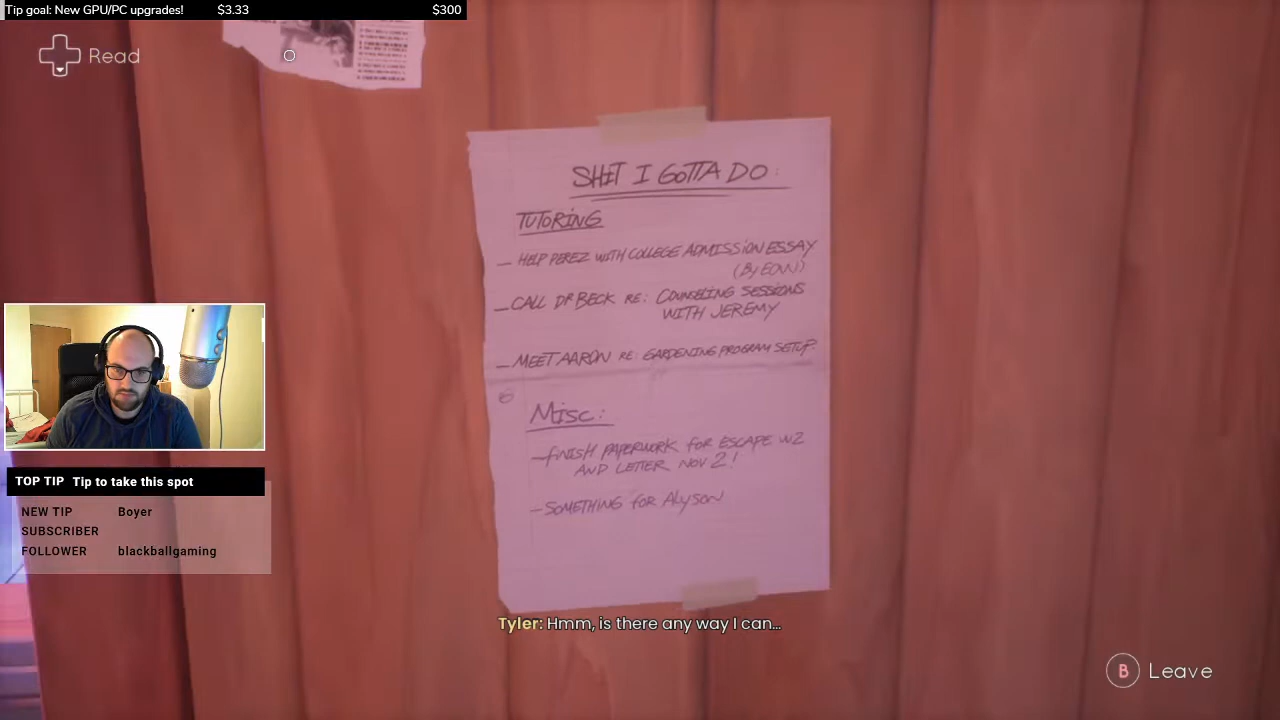 Tip goal: New GPU/PC upgrades! $3.33 $300
Read
SHIT I GOTTA DO:
TUTORING
— HELP PEREZ WITH COLLEGE ADMISSION ESSAY
(By EOW)
— CALL DR BECK RE: COUNSELING SESSIONS
WITH JEREMY
— MEET AARON RE: GARDENING PROGRAM SETUP.
MISC:
— FINISH PAPERWORK FOR ESCAPE
AND LETTER NOV 2!
— SOMETHING FOR ALYSON
TOP TIP Tip to take this spot
NEW TIP Boyer
SUBSCRIBER
FOLLOWER blackballgaming
Tyler: Hmm, is there any way I can...
B Leave